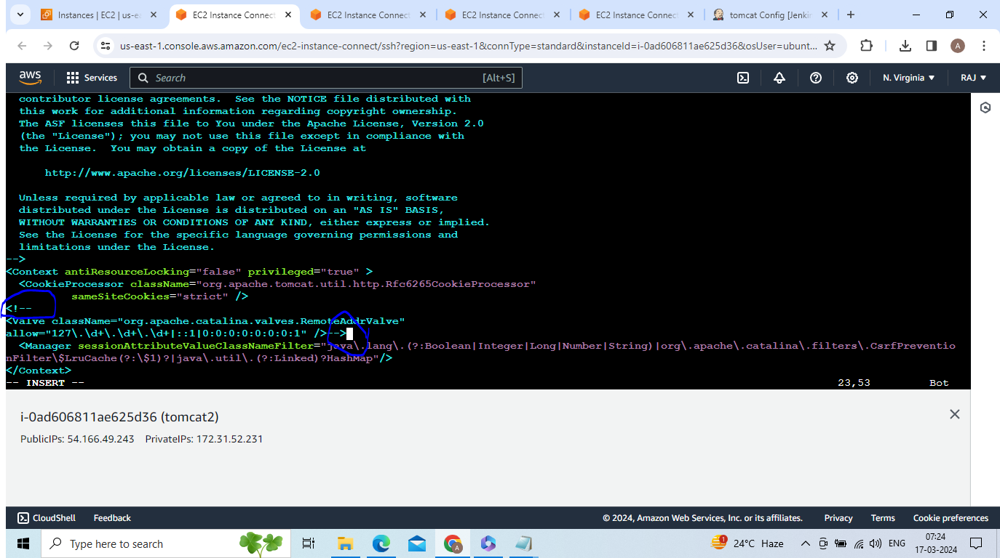 Instances | EC2 | us-ea
EC2 Instance Connect
EC2 Instance Connect
EC2 Instance Connect
EC2 Instance Connect
tomcat Config [Jenkin
us-east-1.console.aws.amazon.com/ec2-instance-connect/ssh?region=us-east-1&connType=standard&instanceId=i-0ad606811ae625d36&osUser=ubunt...
A
aws
Services
Search
[Alt+S]
N. Virginia
RAJ
contributor license agreements.  See the NOTICE file distributed with
this work for additional information regarding copyright ownership.
The ASF licenses this file to You under the Apache License, Version 2.0
(the "License"); you may not use this file except in compliance with
the License.  You may obtain a copy of the License at
http://www.apache.org/licenses/LICENSE-2.0
Unless required by applicable law or agreed to in writing, software
distributed under the License is distributed on an "AS IS" BASIS,
WITHOUT WARRANTIES OR CONDITIONS OF ANY KIND, either express or implied.
See the License for the specific language governing permissions and
limitations under the License.
-->
<Context antiResourceLocking="false" privileged="true" >
<CookieProcessor className="org.apache.tomcat.util.http.Rfc6265CookieProcessor"
sameSiteCookies="strict" />
<!--
<Valve className="org.apache.catalina.valves.RemoteAddrValve"
allow="127\.\d+\.\d+\.\d+|::1|0:0:0:0:0:0:0:1" />-->
<Manager sessionAttributeValueClassNameFilter="java\.lang\.(?:Boolean|Integer|Long|Number|String)|org\.apache\.catalina\.filters\.CsrfPreventio
nFilter\$LruCache(?:\$1)?|java\.util\.(?:Linked)?HashMap"/>
</Context>
-- INSERT --
23,53
Bot
i-0ad606811ae625d36 (tomcat2)
PublicIPs: 54.166.49.243 PrivateIPs: 172.31.52.231
CloudShell
Feedback
© 2024, Amazon Web Services, Inc. or its affiliates.
Privacy
Terms
Cookie preferences
Type here to search
A
1
24°C Haze
ENG
07:24
17-03-2024